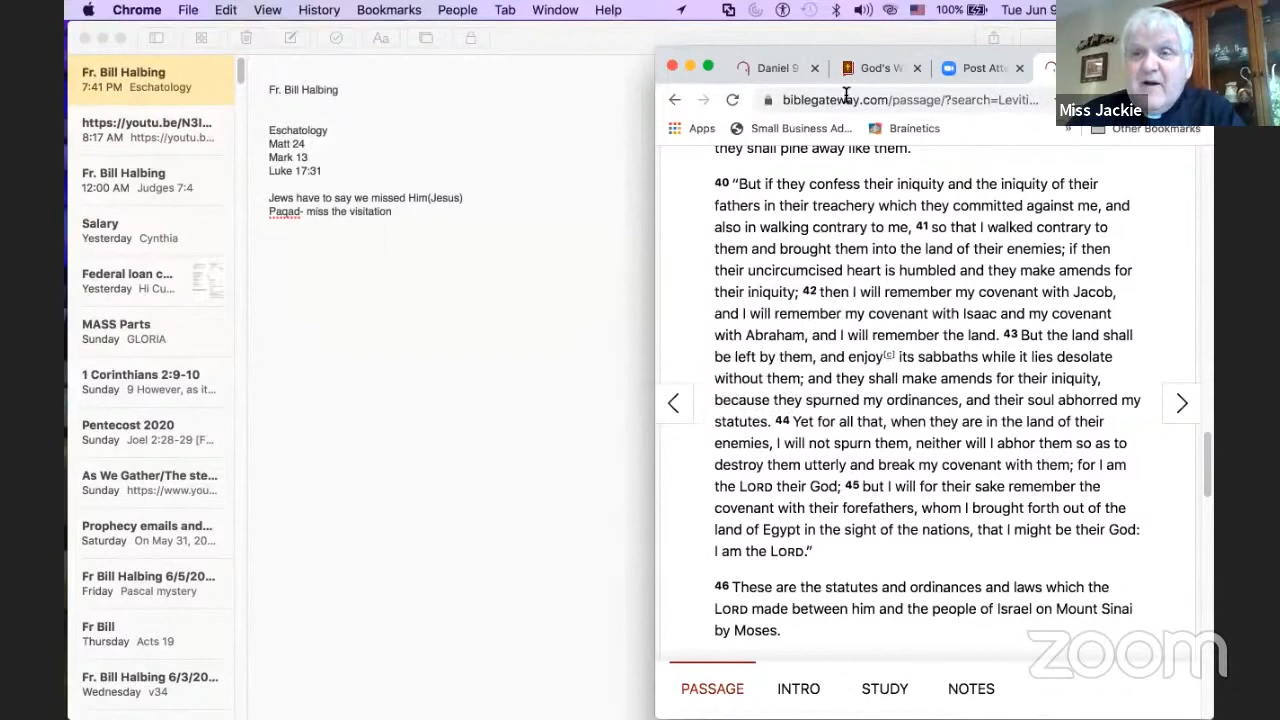 Chrome File Edit View History Bookmarks People Tab Window Help 100% Tue Jun 9
Fr. Bill Halbing
7:41 PM Eschatology
https://youtu.be/N3I...
8:17 AM https://youtu.b...
Fr. Bill Halbing
12:00 AM Judges 7:4
Salary
Yesterday Cynthia
Federal loan c...
Yesterday Hi Cu...
MASS Parts
Sunday GLORIA
1 Corinthians 2:9-10
Sunday 9 However, as it...
Pentecost 2020
Sunday Joel 2:28-29 [F...
As We Gather/The ste...
Sunday https://www.you...
Prophecy emails and...
Saturday On May 31, 20...
Fr Bill Halbing 6/5/20...
Friday Pascal mystery
Fr Bill
Thursday Acts 19
Fr. Bill Halbing 6/3/20...
Wednesday v34
Fr. Bill Halbing
Eschatology
Matt 24
Mark 13
Luke 17:31
Jews have to say we missed Him(Jesus)
Paqad- miss the visitation
Daniel 9 God's W Post Atte
biblegateway.com/passage/?search=Leviti...
Apps Small Business Ad... Brainetics » Other Bookmarks
Miss Jackie
they shall pine away like them.
40 “But if they confess their iniquity and the iniquity of their
fathers in their treachery which they committed against me, and
also in walking contrary to me, 41 so that I walked contrary to
them and brought them into the land of their enemies; if then
their uncircumcised heart is humbled and they make amends for
their iniquity; 42 then I will remember my covenant with Jacob,
and I will remember my covenant with Isaac and my covenant
with Abraham, and I will remember the land. 43 But the land shall
be left by them, and enjoy[c] its sabbaths while it lies desolate
without them; and they shall make amends for their iniquity,
because they spurned my ordinances, and their soul abhorred my
statutes. 44 Yet for all that, when they are in the land of their
enemies, I will not spurn them, neither will I abhor them so as to
destroy them utterly and break my covenant with them; for I am
the LORD their God; 45 but I will for their sake remember the
covenant with their forefathers, whom I brought forth out of the
land of Egypt in the sight of the nations, that I might be their God:
I am the LORD.”
46 These are the statutes and ordinances and laws which the
LORD made between him and the people of Israel on Mount Sinai
by Moses.
zoom
PASSAGE INTRO STUDY NOTES